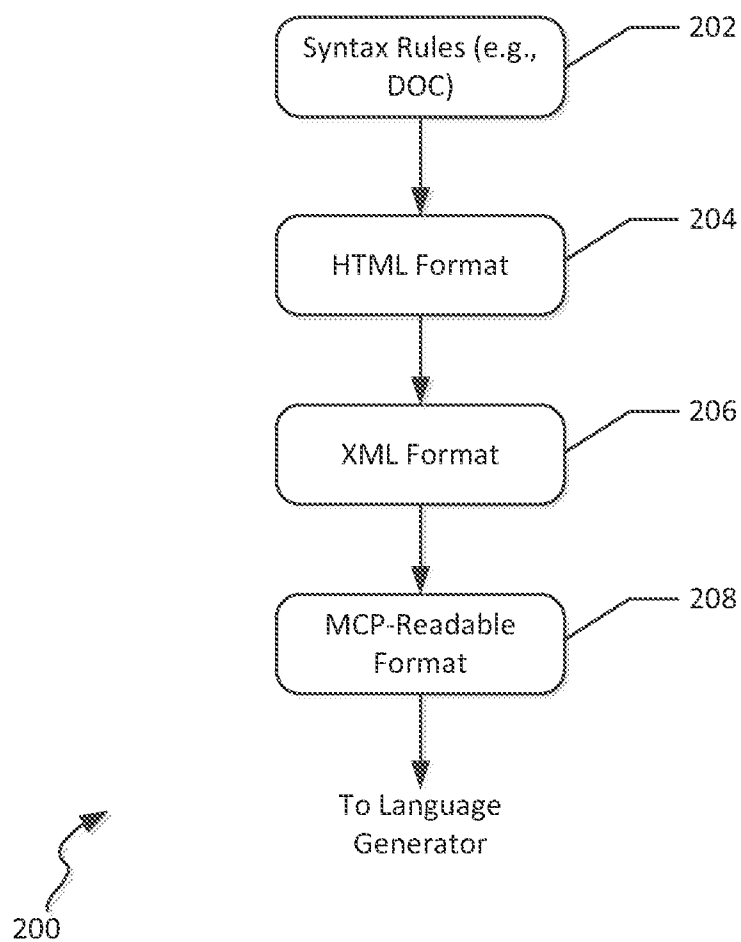 Syntax Rules (e.g.,
DOC)
202
HTML Format
204
XML Format
206
MCP-Readable
Format
208
To Language
Generator
200